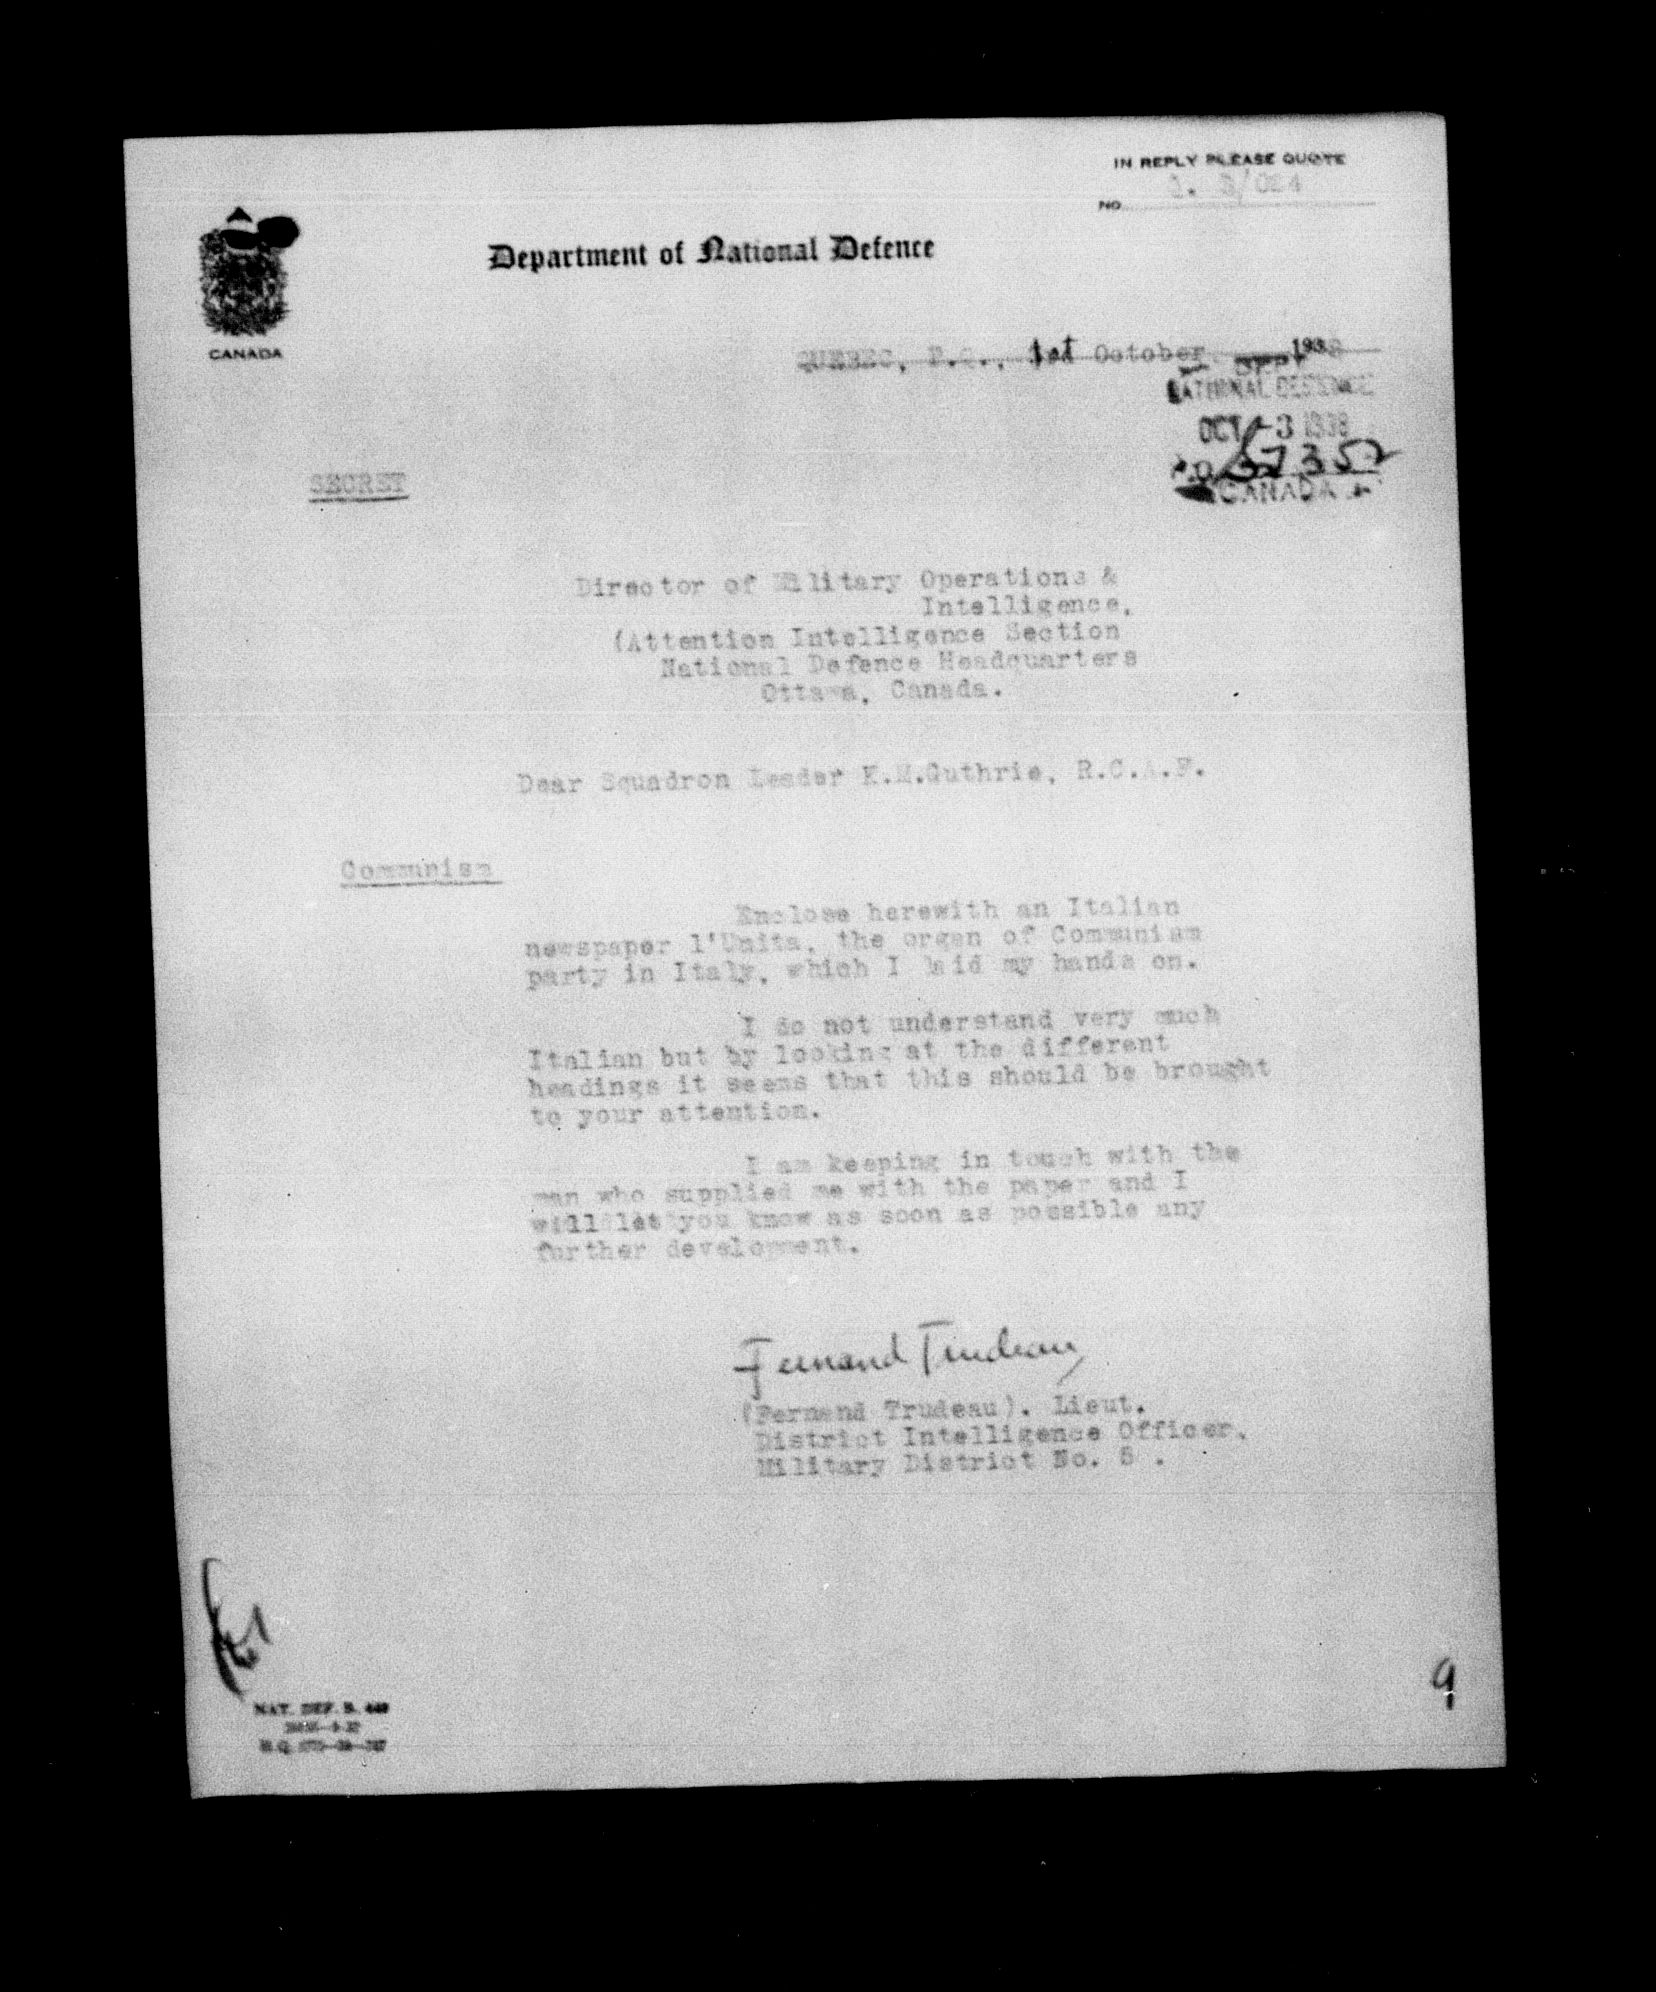 IN REPLY PLEASE QUOTE
NO.
Department of National Defence
CANADA
QUEBEC, P.Q., 1st October, 1938
NATIONAL DEFENCE
OCT 3 1938
CANADA
SECRET
Director of Military Operations &
Intelligence,
(Attention Intelligence Section
National Defence Headquarters
Ottawa, Canada.
Dear Squadron Leader K.M.Guthrie, R.C.A.F.
Communism
Enclose herewith an Italian
newspaper l'Unita, the organ of Communism
party in Italy, which I laid my hands on.
I do not understand very much
Italian but by looking at the different
headings it seems that this should be brought
to your attention.
I am keeping in touch with the
man who supplied me with the paper and I
will let you know as soon as possible any
further development.
Fernand Trudeau
(Fernand Trudeau). Lieut.
District Intelligence Officer,
Military District No. 5 .
9
NAT. DEF. B.
H.Q.